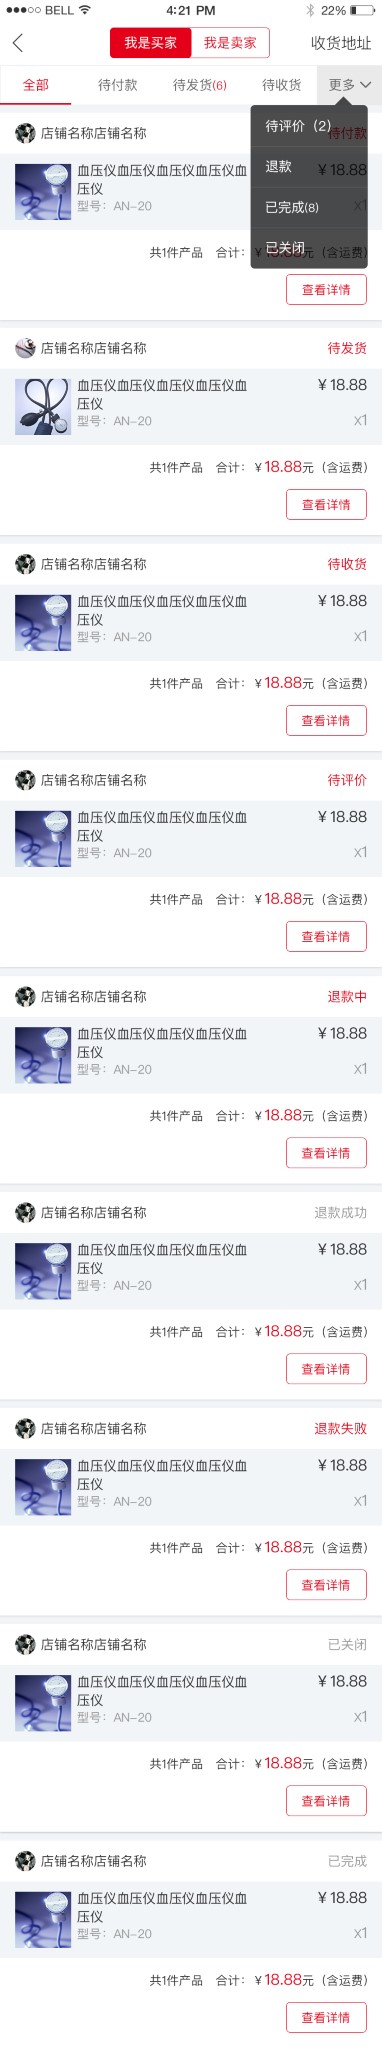 BELL 4:21 PM 22%
我是买家 我是卖家 收货地址
全部 待付款 待发货(6) 待收货 更多
待评价（2）
退款
已完成(8)
已关闭
店铺名称店铺名称 待付款
血压仪血压仪血压仪血压仪血 ¥18.88
压仪
型号：AN-20 x1
共1件产品 合计：¥18.88元（含运费）
查看详情
店铺名称店铺名称 待发货
血压仪血压仪血压仪血压仪血 ¥18.88
压仪
型号：AN-20 x1
共1件产品 合计：¥18.88元（含运费）
查看详情
店铺名称店铺名称 待收货
血压仪血压仪血压仪血压仪血 ¥18.88
压仪
型号：AN-20 x1
共1件产品 合计：¥18.88元（含运费）
查看详情
店铺名称店铺名称 待评价
血压仪血压仪血压仪血压仪血 ¥18.88
压仪
型号：AN-20 x1
共1件产品 合计：¥18.88元（含运费）
查看详情
店铺名称店铺名称 退款中
血压仪血压仪血压仪血压仪血 ¥18.88
压仪
型号：AN-20 x1
共1件产品 合计：¥18.88元（含运费）
查看详情
店铺名称店铺名称 退款成功
血压仪血压仪血压仪血压仪血 ¥18.88
压仪
型号：AN-20 x1
共1件产品 合计：¥18.88元（含运费）
查看详情
店铺名称店铺名称 退款失败
血压仪血压仪血压仪血压仪血 ¥18.88
压仪
型号：AN-20 x1
共1件产品 合计：¥18.88元（含运费）
查看详情
店铺名称店铺名称 已关闭
血压仪血压仪血压仪血压仪血 ¥18.88
压仪
型号：AN-20 x1
共1件产品 合计：¥18.88元（含运费）
查看详情
店铺名称店铺名称 已完成
血压仪血压仪血压仪血压仪血 ¥18.88
压仪
型号：AN-20 x1
共1件产品 合计：¥18.88元（含运费）
查看详情